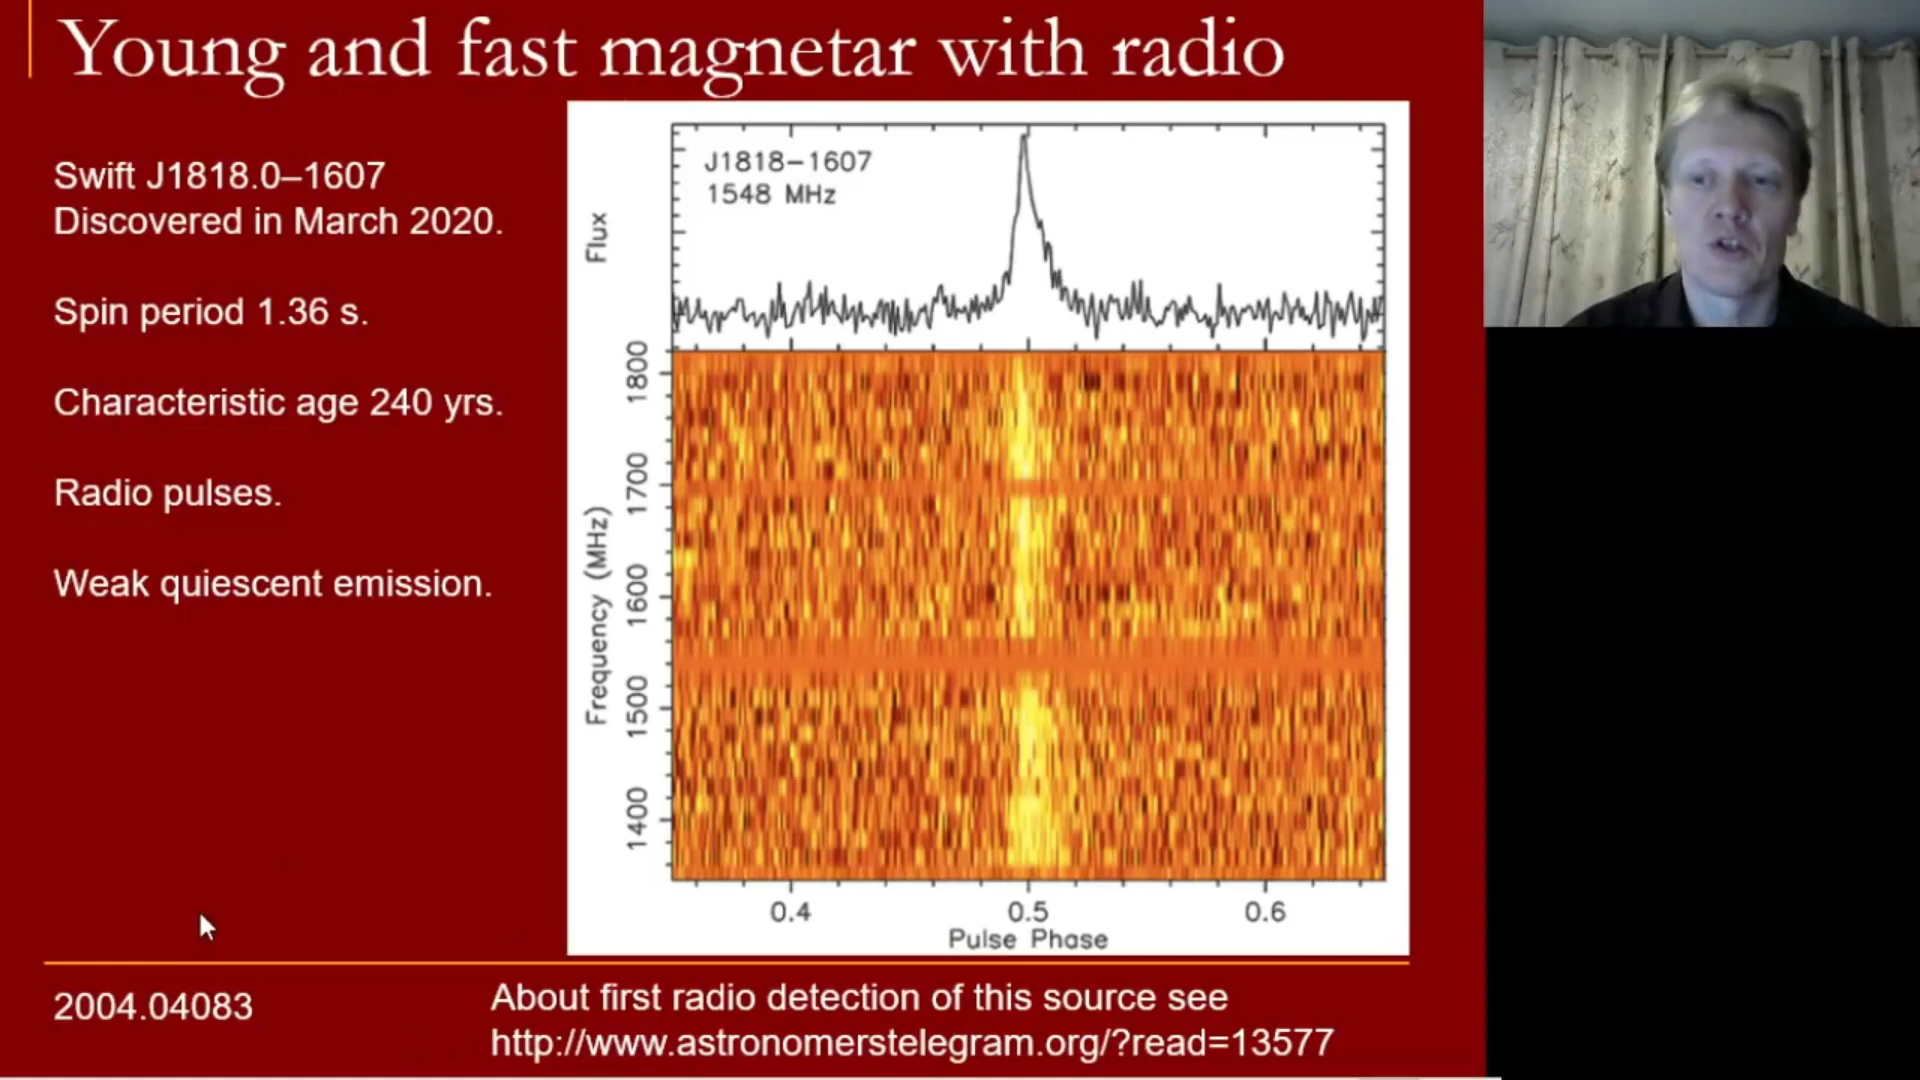 Young and fast magnetar with radio
Swift J1818.0–1607
Discovered in March 2020.
Spin period 1.36 s.
Characteristic age 240 yrs.
Radio pulses.
Weak quiescent emission.
J1818−1607
1548 MHz
Flux
Frequency (MHz)
1800
1700
1600
1500
1400
0.4 0.5 0.6
Pulse Phase
2004.04083
About first radio detection of this source see
http://www.astronomerstelegram.org/?read=13577